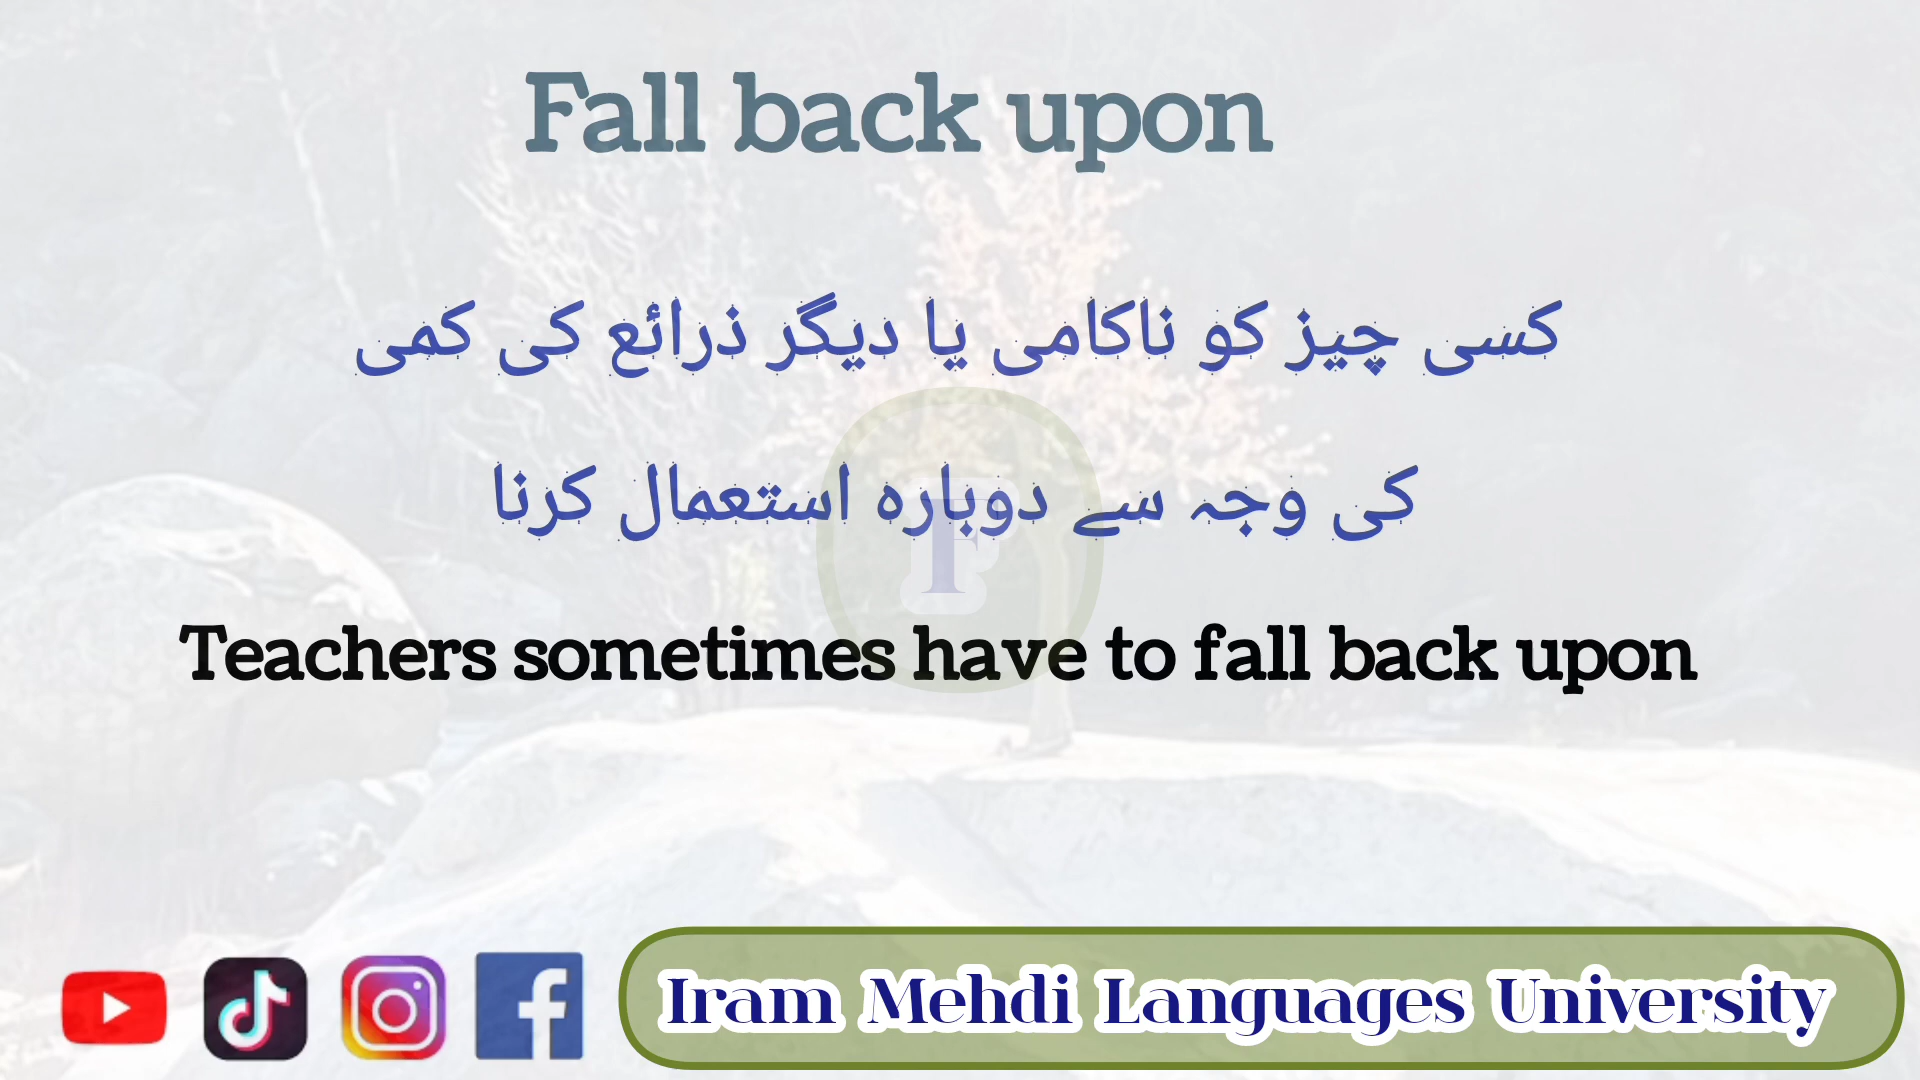 Fall back upon
کسی چیز کو ناکامی یا دیگر ذرائع کی کمی
کی وجہ سے دوبارہ استعمال کرنا
F
Teachers sometimes have to fall back upon
Iram Mehdi Languages University